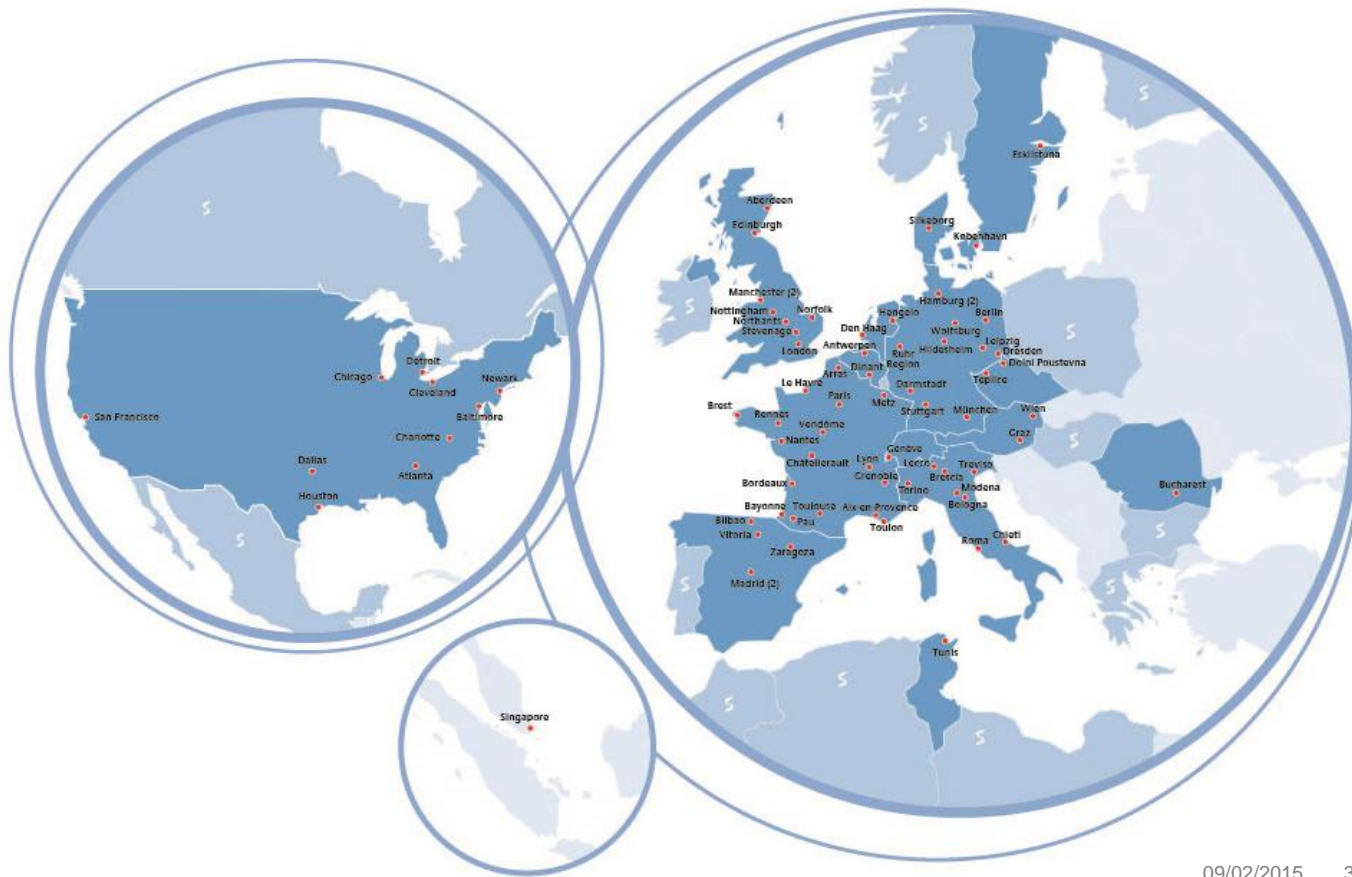 S
Chicago
Detroit
Cleveland
Newark
Baltimore
San Francisco
Charlotte
Dallas
Atlanta
Houston
S
Singapore
S
S
Eskilstuna
Aberdeen
Edinburgh
Silkeborg
København
S
Manchester (2)
Nottingham
Northants
Stevenage
Norfolk
London
Hamburg (2)
Hengelo
Den Haag
Antwerpen
Wolfsburg
Berlin
S
Ruhr
Region
Hildesheim
Leipzig
Dresden
Dolni Poustevna
Teplice
Arras
Dinant
Le Havre
Darmstadt
Paris
Metz
Stuttgart
München
Wien
Brest
Rennes
Vendôme
Graz
Nantes
Genève
S
Châtellerault
Lyon
Lecco
Treviso
Grenoble
Brescia
Bordeaux
Torino
Modena
Bologna
Bucharest
Bayonne
Toulouse
Aix-en-Provence
Bilbao
Pau
Toulon
S
Vitoria
Zaragoza
Roma
Chieti
S
Madrid (2)
S
Tunis
S
S
S
09/02/2015 3